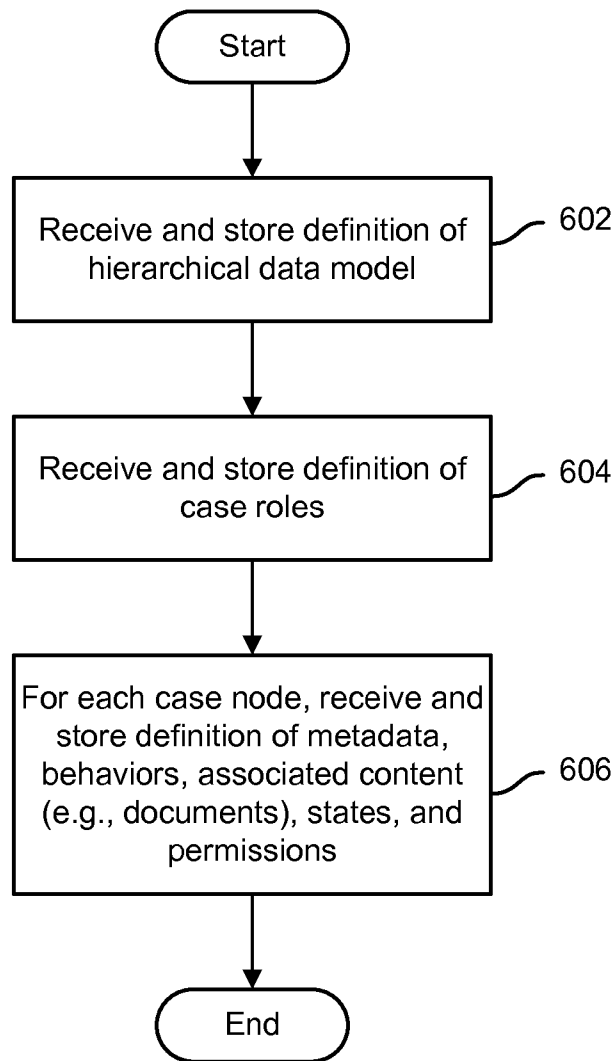 Start
Receive and store definition of
hierarchical data model
602
Receive and store definition of
case roles
604
For each case node, receive and
store definition of metadata,
behaviors, associated content
(e.g., documents), states, and
permissions
606
End